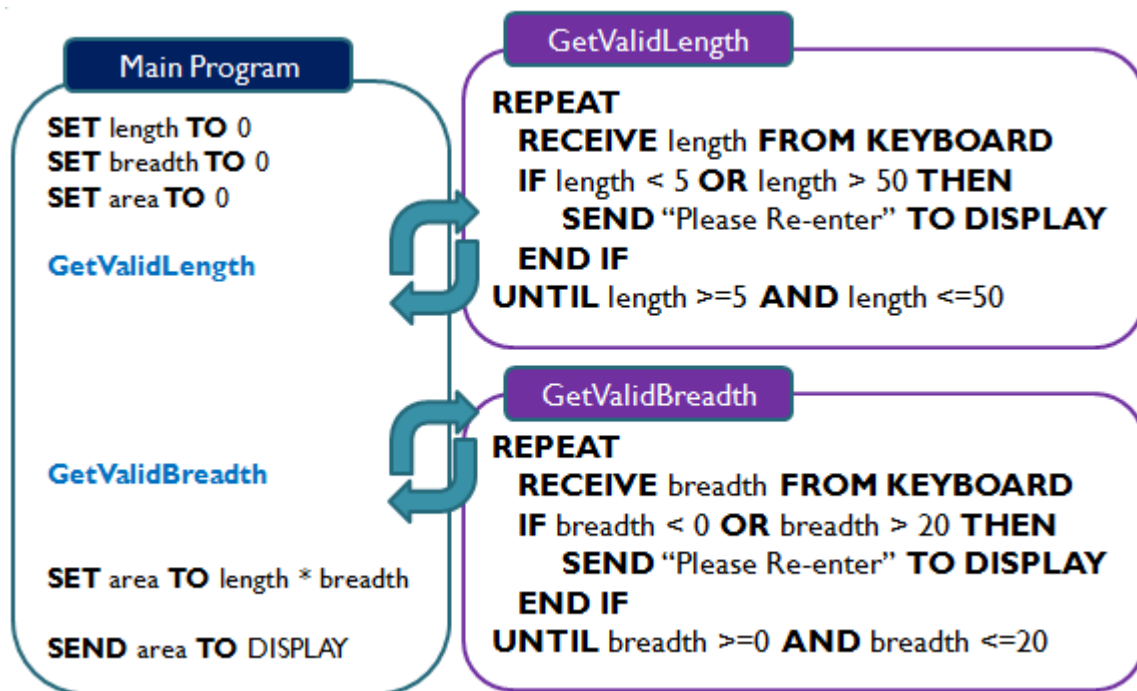 Main Program
SET length TO 0
SET breadth TO 0
SET area TO 0
GetValidLength
GetValidBreadth
SET area TO length * breadth
SEND area TO DISPLAY
GetValidLength
REPEAT
RECEIVE length FROM KEYBOARD
IF length < 5 OR length > 50 THEN
SEND “Please Re-enter” TO DISPLAY
END IF
UNTIL length >=5 AND length <=50
GetValidBreadth
REPEAT
RECEIVE breadth FROM KEYBOARD
IF breadth < 0 OR breadth > 20 THEN
SEND “Please Re-enter” TO DISPLAY
END IF
UNTIL breadth >=0 AND breadth <=20